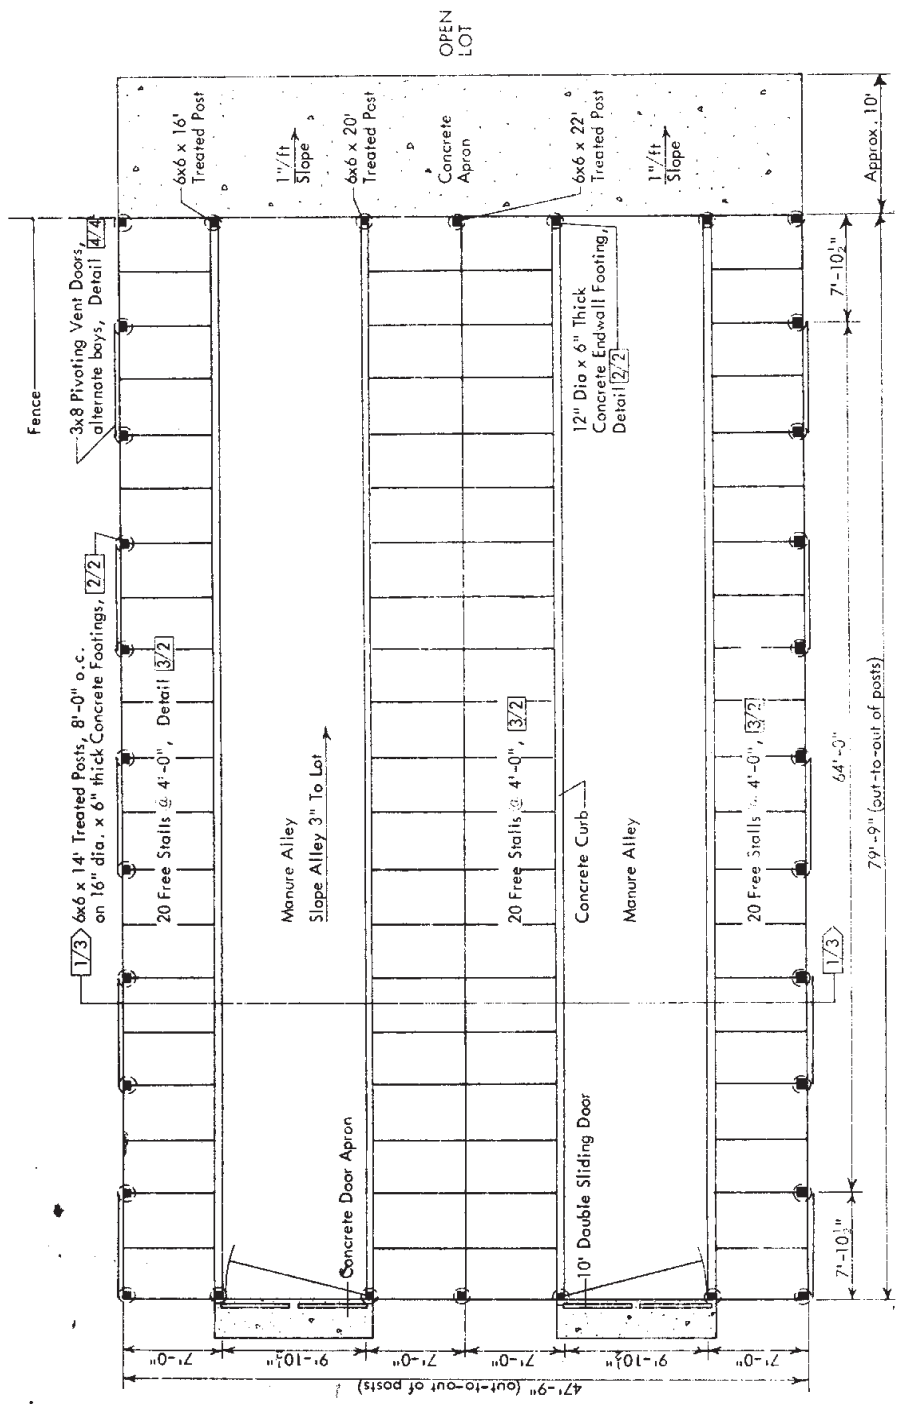 Fence
3x8 Pivoting Vent Doors,
alternate bays, Detail 4/4
1/3
6x6 x 14' Treated Posts, 8'-0" o.c.
on 16" dia. x 6" thick Concrete Footings, 2/2
20 Free Stalls @ 4'-0", Detail 3/2
6x6 x 16'
Treated Post
Manure Alley
Slope Alley 3" To Lot
1"/ft
Slope
Concrete Door Apron
6x6 x 20'
Treated Post
OPEN
LOT
Concrete
Apron
20 Free Stalls @ 4'-0", 3/2
12" Dia x 6" Thick
Concrete Endwall Footing,
Detail 2/2
6x6 x 22'
Treated Post
10' Double Sliding Door
Concrete Curb
Manure Alley
1"/ft
Slope
20 Free Stalls @ 4'-0", 3/2
1/3
7'-10½"
64'-0"
7'-10½"
79'-9" (out-to-out of posts)
Approx. 10'
7'-0"
9'-10½"
7'-0"
7'-0"
9'-10½"
7'-0"
47'-9" (out-to-out of posts)